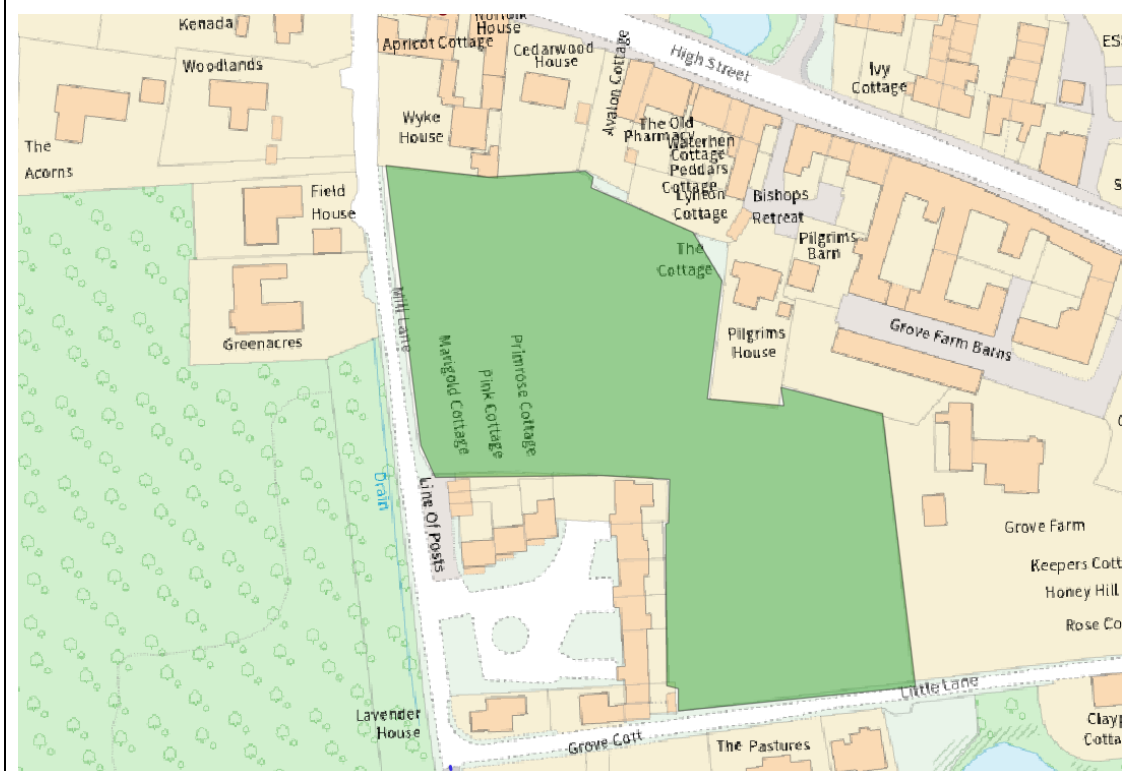 Kenada
Norfolk
House
Apricot Cottage
Cedarwood
House
Avalon Cottage
High Street
Ivy
Cottage
Woodlands
Wyke
House
The
Acorns
Field
House
The Old
Pharmacy
Waterhen
Cottage
Peddars
Cottage
Lynton
Cottage
Bishops
Retreat
Pilgrims
Barn
The
Cottage
Greenacres
Mill Lane
Marigold Cottage
Pink Cottage
Primrose Cottage
Pilgrims
House
Grove Farm Barns
Drain
Line Of Posts
Grove Farm
Keepers Cott
Honey Hill
Rose Co
Little Lane
Lavender
House
Grove Cott
The Pastures
Clayp
Cotta